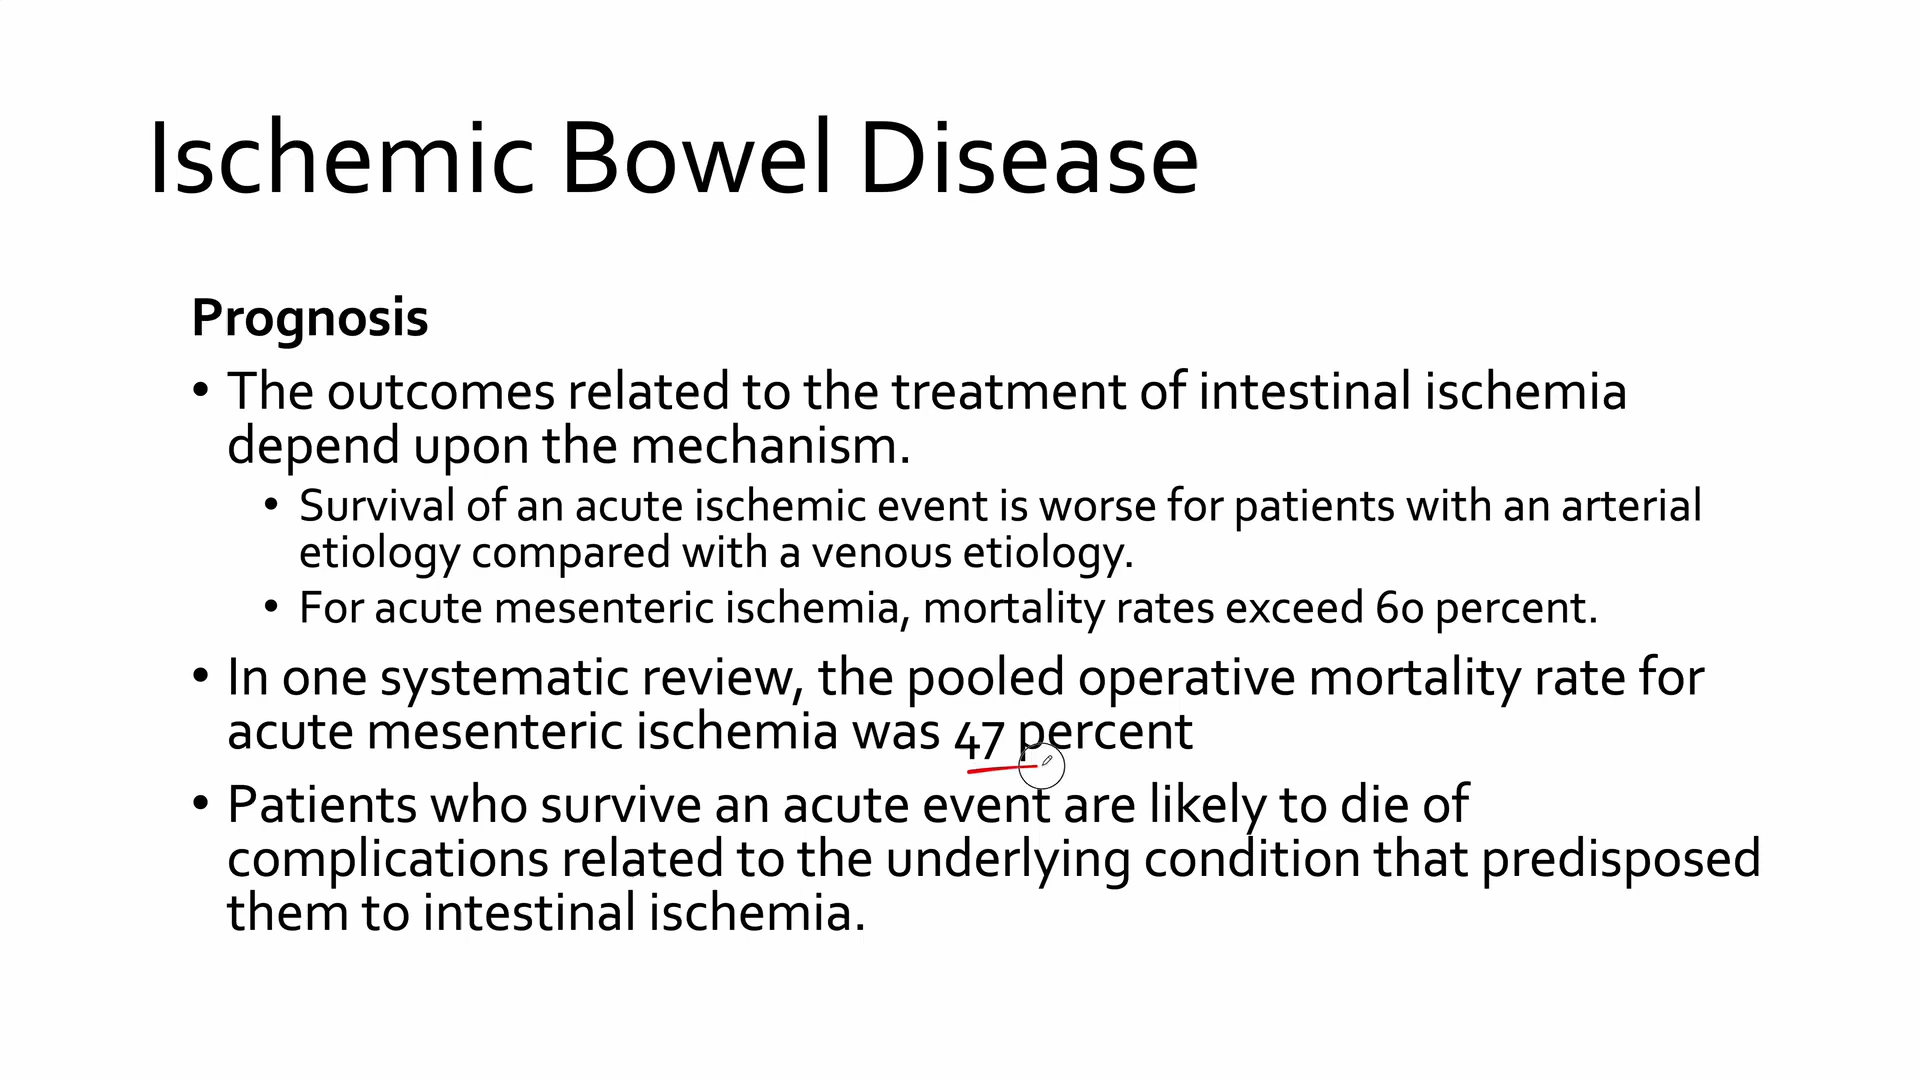 Ischemic Bowel Disease
Prognosis
• The outcomes related to the treatment of intestinal ischemia
depend upon the mechanism.
• Survival of an acute ischemic event is worse for patients with an arterial
etiology compared with a venous etiology.
• For acute mesenteric ischemia, mortality rates exceed 60 percent.
• In one systematic review, the pooled operative mortality rate for
acute mesenteric ischemia was 47 percent
• Patients who survive an acute event are likely to die of
complications related to the underlying condition that predisposed
them to intestinal ischemia.